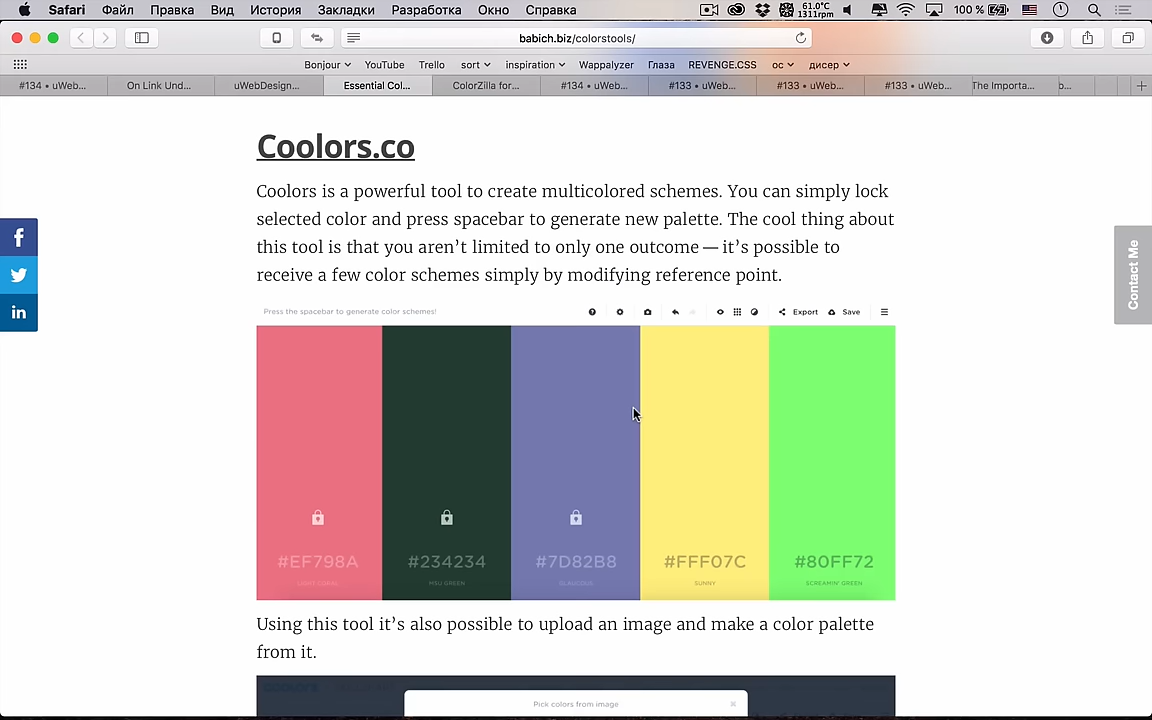 Safari Файл Правка Вид История Закладки Разработка Окно Справка 61.0°C 1311rpm 100 %
babich.biz/colorstools/
Bonjour YouTube Trello sort inspiration Wappalyzer Глаза REVENGE.CSS ос дисер
#134 • uWeb... On Link Und... uWebDesign... Essential Col... ColorZilla for... #134 • uWeb... #133 • uWeb... #133 • uWeb... #133 • uWeb... The Importa... b...
Coolors.co
Coolors is a powerful tool to create multicolored schemes. You can simply lock
selected color and press spacebar to generate new palette. The cool thing about
this tool is that you aren’t limited to only one outcome — it’s possible to
receive a few color schemes simply by modifying reference point.
Contact Me
Press the spacebar to generate color schemes! Export Save
#EF798A #234234 #7D82B8 #FFF07C #80FF72
LIGHT CORAL MSU GREEN GLAUCOUS SUNNY SCREAMIN' GREEN
Using this tool it’s also possible to upload an image and make a color palette
from it.
Pick colors from image